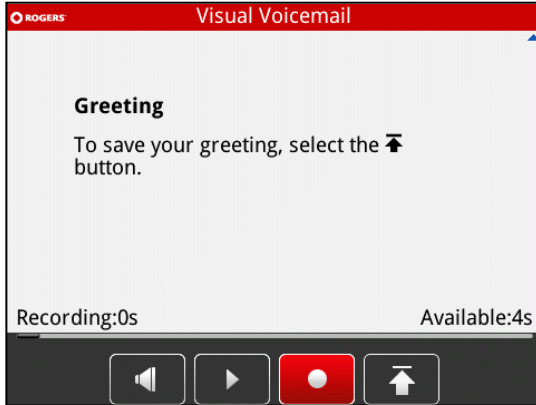 ROGERS
Visual Voicemail
Greeting
To save your greeting, select the
button.
Recording:0s
Available:4s